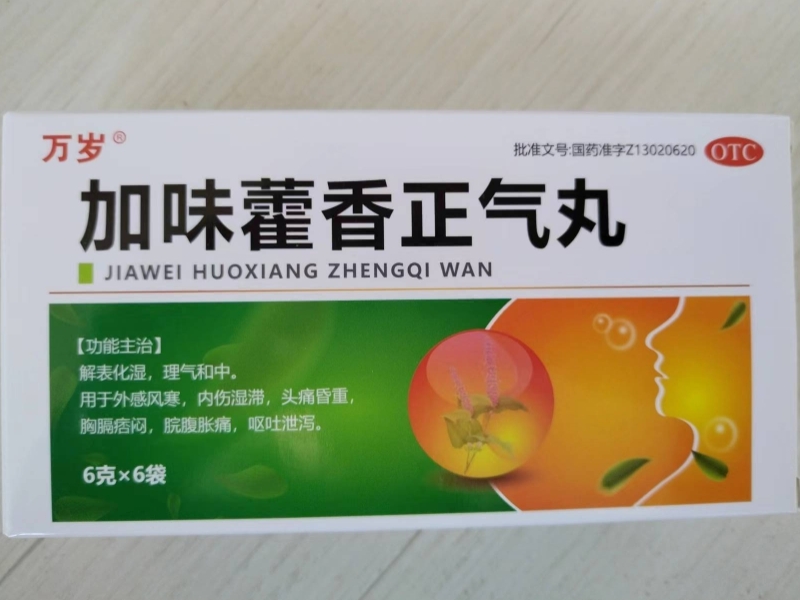 万岁®
批准文号:国药准字Z13020620 OTC
加味藿香正气丸
JIAWEI HUOXIANG ZHENGQI WAN
【功能主治】
解表化湿，理气和中。
用于外感风寒，内伤湿滞，头痛昏重，
胸膈痞闷，脘腹胀痛，呕吐泄泻。
6克×6袋